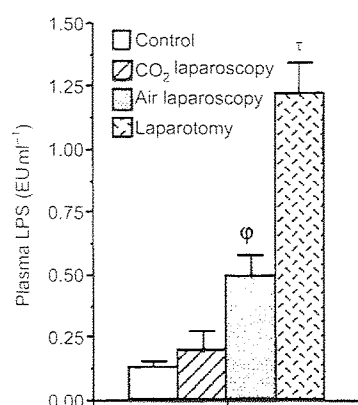 1.50
1.25
1.00
0.75
0.50
0.25
0.00
Plasma LPS (EU ml⁻¹)
Control
CO₂ laparoscopy
Air laparoscopy
Laparotomy
φ
τ